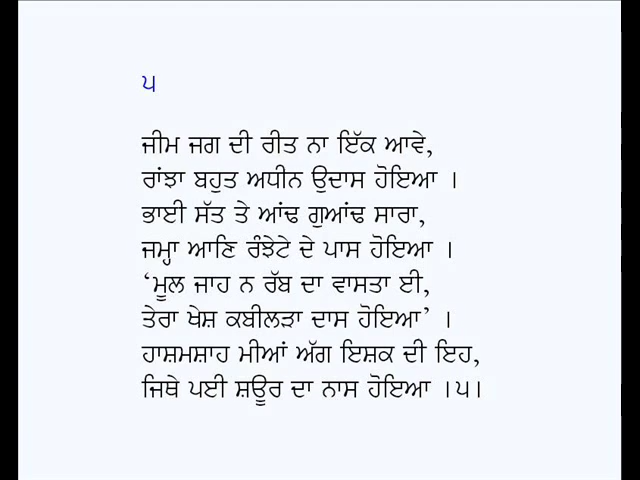 ੫
ਜੀਮ ਜਗ ਦੀ ਰੀਤ ਨਾ ਇੱਕ ਆਵੇ,
ਰਾਂਝਾ ਬਹੁਤ ਅਧੀਨ ਉਦਾਸ ਹੋਇਆ ।
ਭਾਈ ਸੱਤ ਤੇ ਆਂਢ ਗੁਆਂਢ ਸਾਰਾ,
ਜਮ੍ਹਾ ਆਣਿ ਰੰਝੇਟੇ ਦੇ ਪਾਸ ਹੋਇਆ ।
‘ਮੂਲ ਜਾਹ ਨ ਰੱਬ ਦਾ ਵਾਸਤਾ ਈ,
ਤੇਰਾ ਖੇਸ਼ ਕਬੀਲੜਾ ਦਾਸ ਹੋਇਆ’ ।
ਹਾਸ਼ਮਸ਼ਾਹ ਮੀਆਂ ਅੱਗ ਇਸ਼ਕ ਦੀ ਇਹ,
ਜਿਥੇ ਪਈ ਸ਼ਊਰ ਦਾ ਨਾਸ ਹੋਇਆ ।੫।